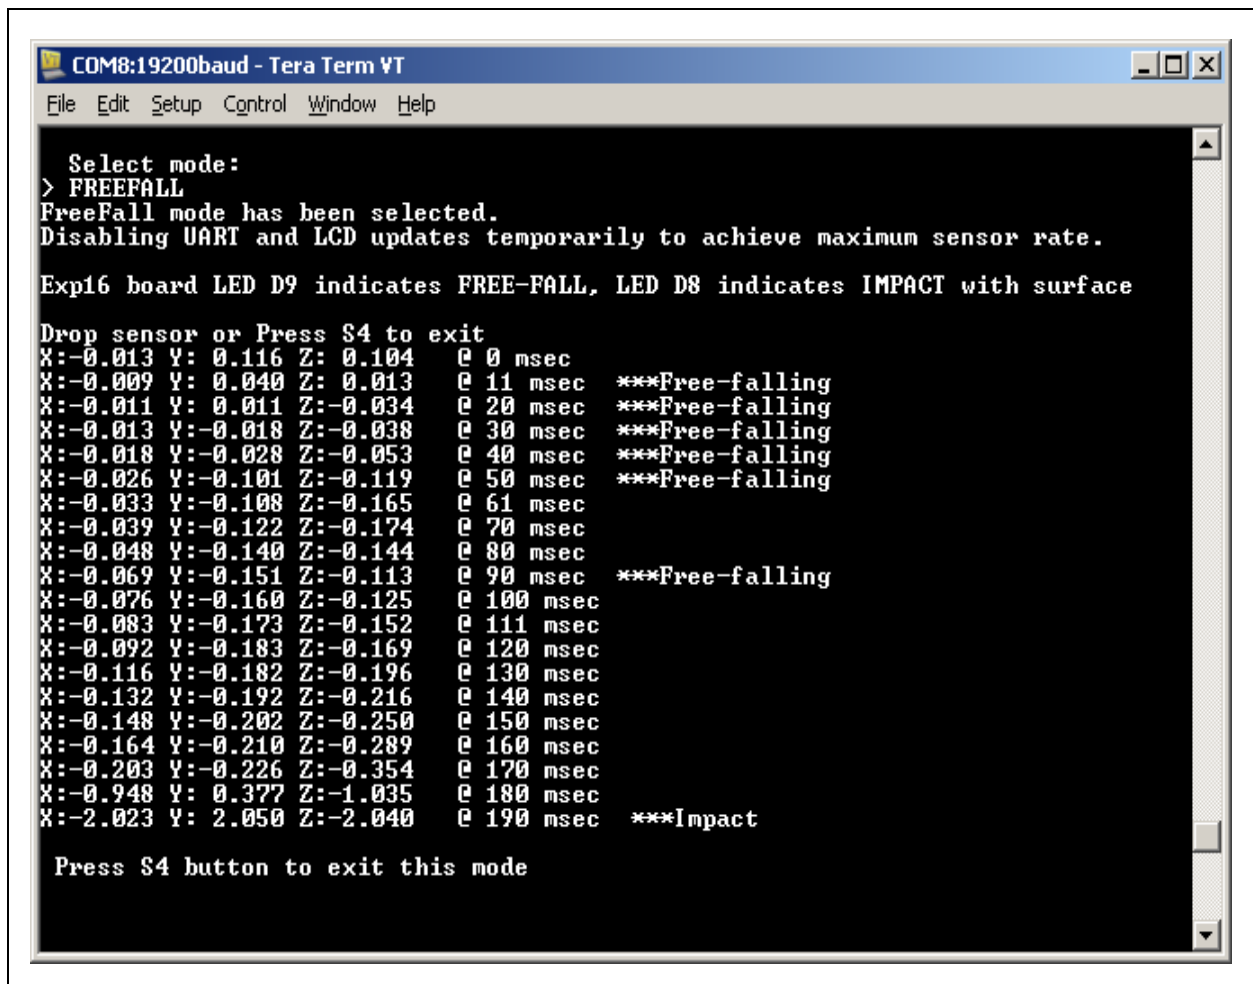 COM8:19200baud - Tera Term VT
File Edit Setup Control Window Help
Select mode:
> FREEFALL
FreeFall mode has been selected.
Disabling UART and LCD updates temporarily to achieve maximum sensor rate.
Exp16 board LED D9 indicates FREE-FALL, LED D8 indicates IMPACT with surface
Drop sensor or Press S4 to exit
X:-0.013 Y: 0.116 Z: 0.104   @ 0 msec
X:-0.009 Y: 0.040 Z: 0.013   @ 11 msec  ***Free-falling
X:-0.011 Y: 0.011 Z:-0.034   @ 20 msec  ***Free-falling
X:-0.013 Y:-0.018 Z:-0.038   @ 30 msec  ***Free-falling
X:-0.018 Y:-0.028 Z:-0.053   @ 40 msec  ***Free-falling
X:-0.026 Y:-0.101 Z:-0.119   @ 50 msec  ***Free-falling
X:-0.033 Y:-0.108 Z:-0.165   @ 61 msec
X:-0.039 Y:-0.122 Z:-0.174   @ 70 msec
X:-0.048 Y:-0.140 Z:-0.144   @ 80 msec
X:-0.069 Y:-0.151 Z:-0.113   @ 90 msec  ***Free-falling
X:-0.076 Y:-0.160 Z:-0.125   @ 100 msec
X:-0.083 Y:-0.173 Z:-0.152   @ 111 msec
X:-0.092 Y:-0.183 Z:-0.169   @ 120 msec
X:-0.116 Y:-0.182 Z:-0.196   @ 130 msec
X:-0.132 Y:-0.192 Z:-0.216   @ 140 msec
X:-0.148 Y:-0.202 Z:-0.250   @ 150 msec
X:-0.164 Y:-0.210 Z:-0.289   @ 160 msec
X:-0.203 Y:-0.226 Z:-0.354   @ 170 msec
X:-0.948 Y: 0.377 Z:-1.035   @ 180 msec
X:-2.023 Y: 2.050 Z:-2.040   @ 190 msec  ***Impact
Press S4 button to exit this mode